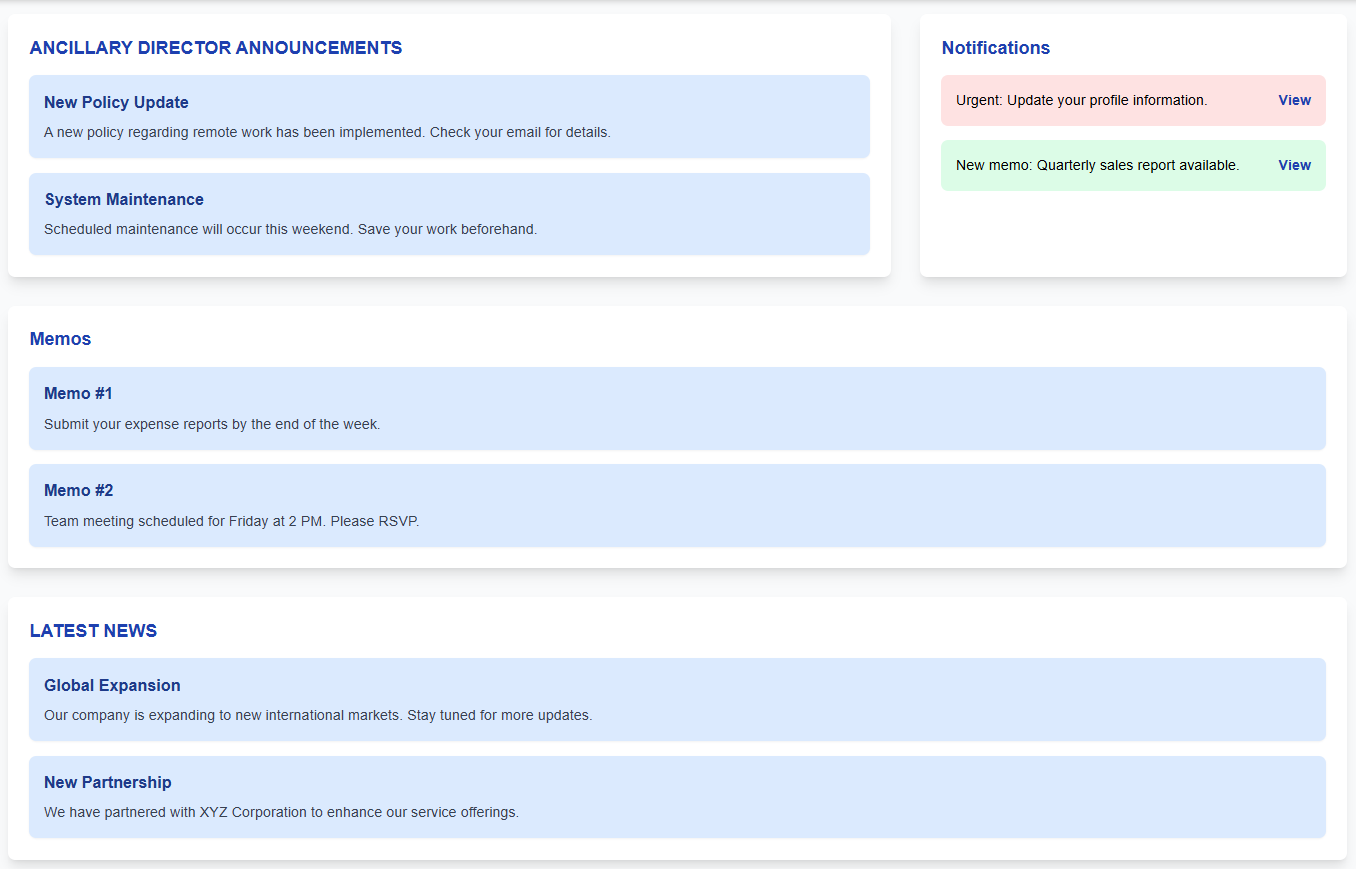 ANCILLARY DIRECTOR ANNOUNCEMENTS
New Policy Update
A new policy regarding remote work has been implemented. Check your email for details.
System Maintenance
Scheduled maintenance will occur this weekend. Save your work beforehand.
Notifications
Urgent: Update your profile information. View
New memo: Quarterly sales report available. View
Memos
Memo #1
Submit your expense reports by the end of the week.
Memo #2
Team meeting scheduled for Friday at 2 PM. Please RSVP.
LATEST NEWS
Global Expansion
Our company is expanding to new international markets. Stay tuned for more updates.
New Partnership
We have partnered with XYZ Corporation to enhance our service offerings.